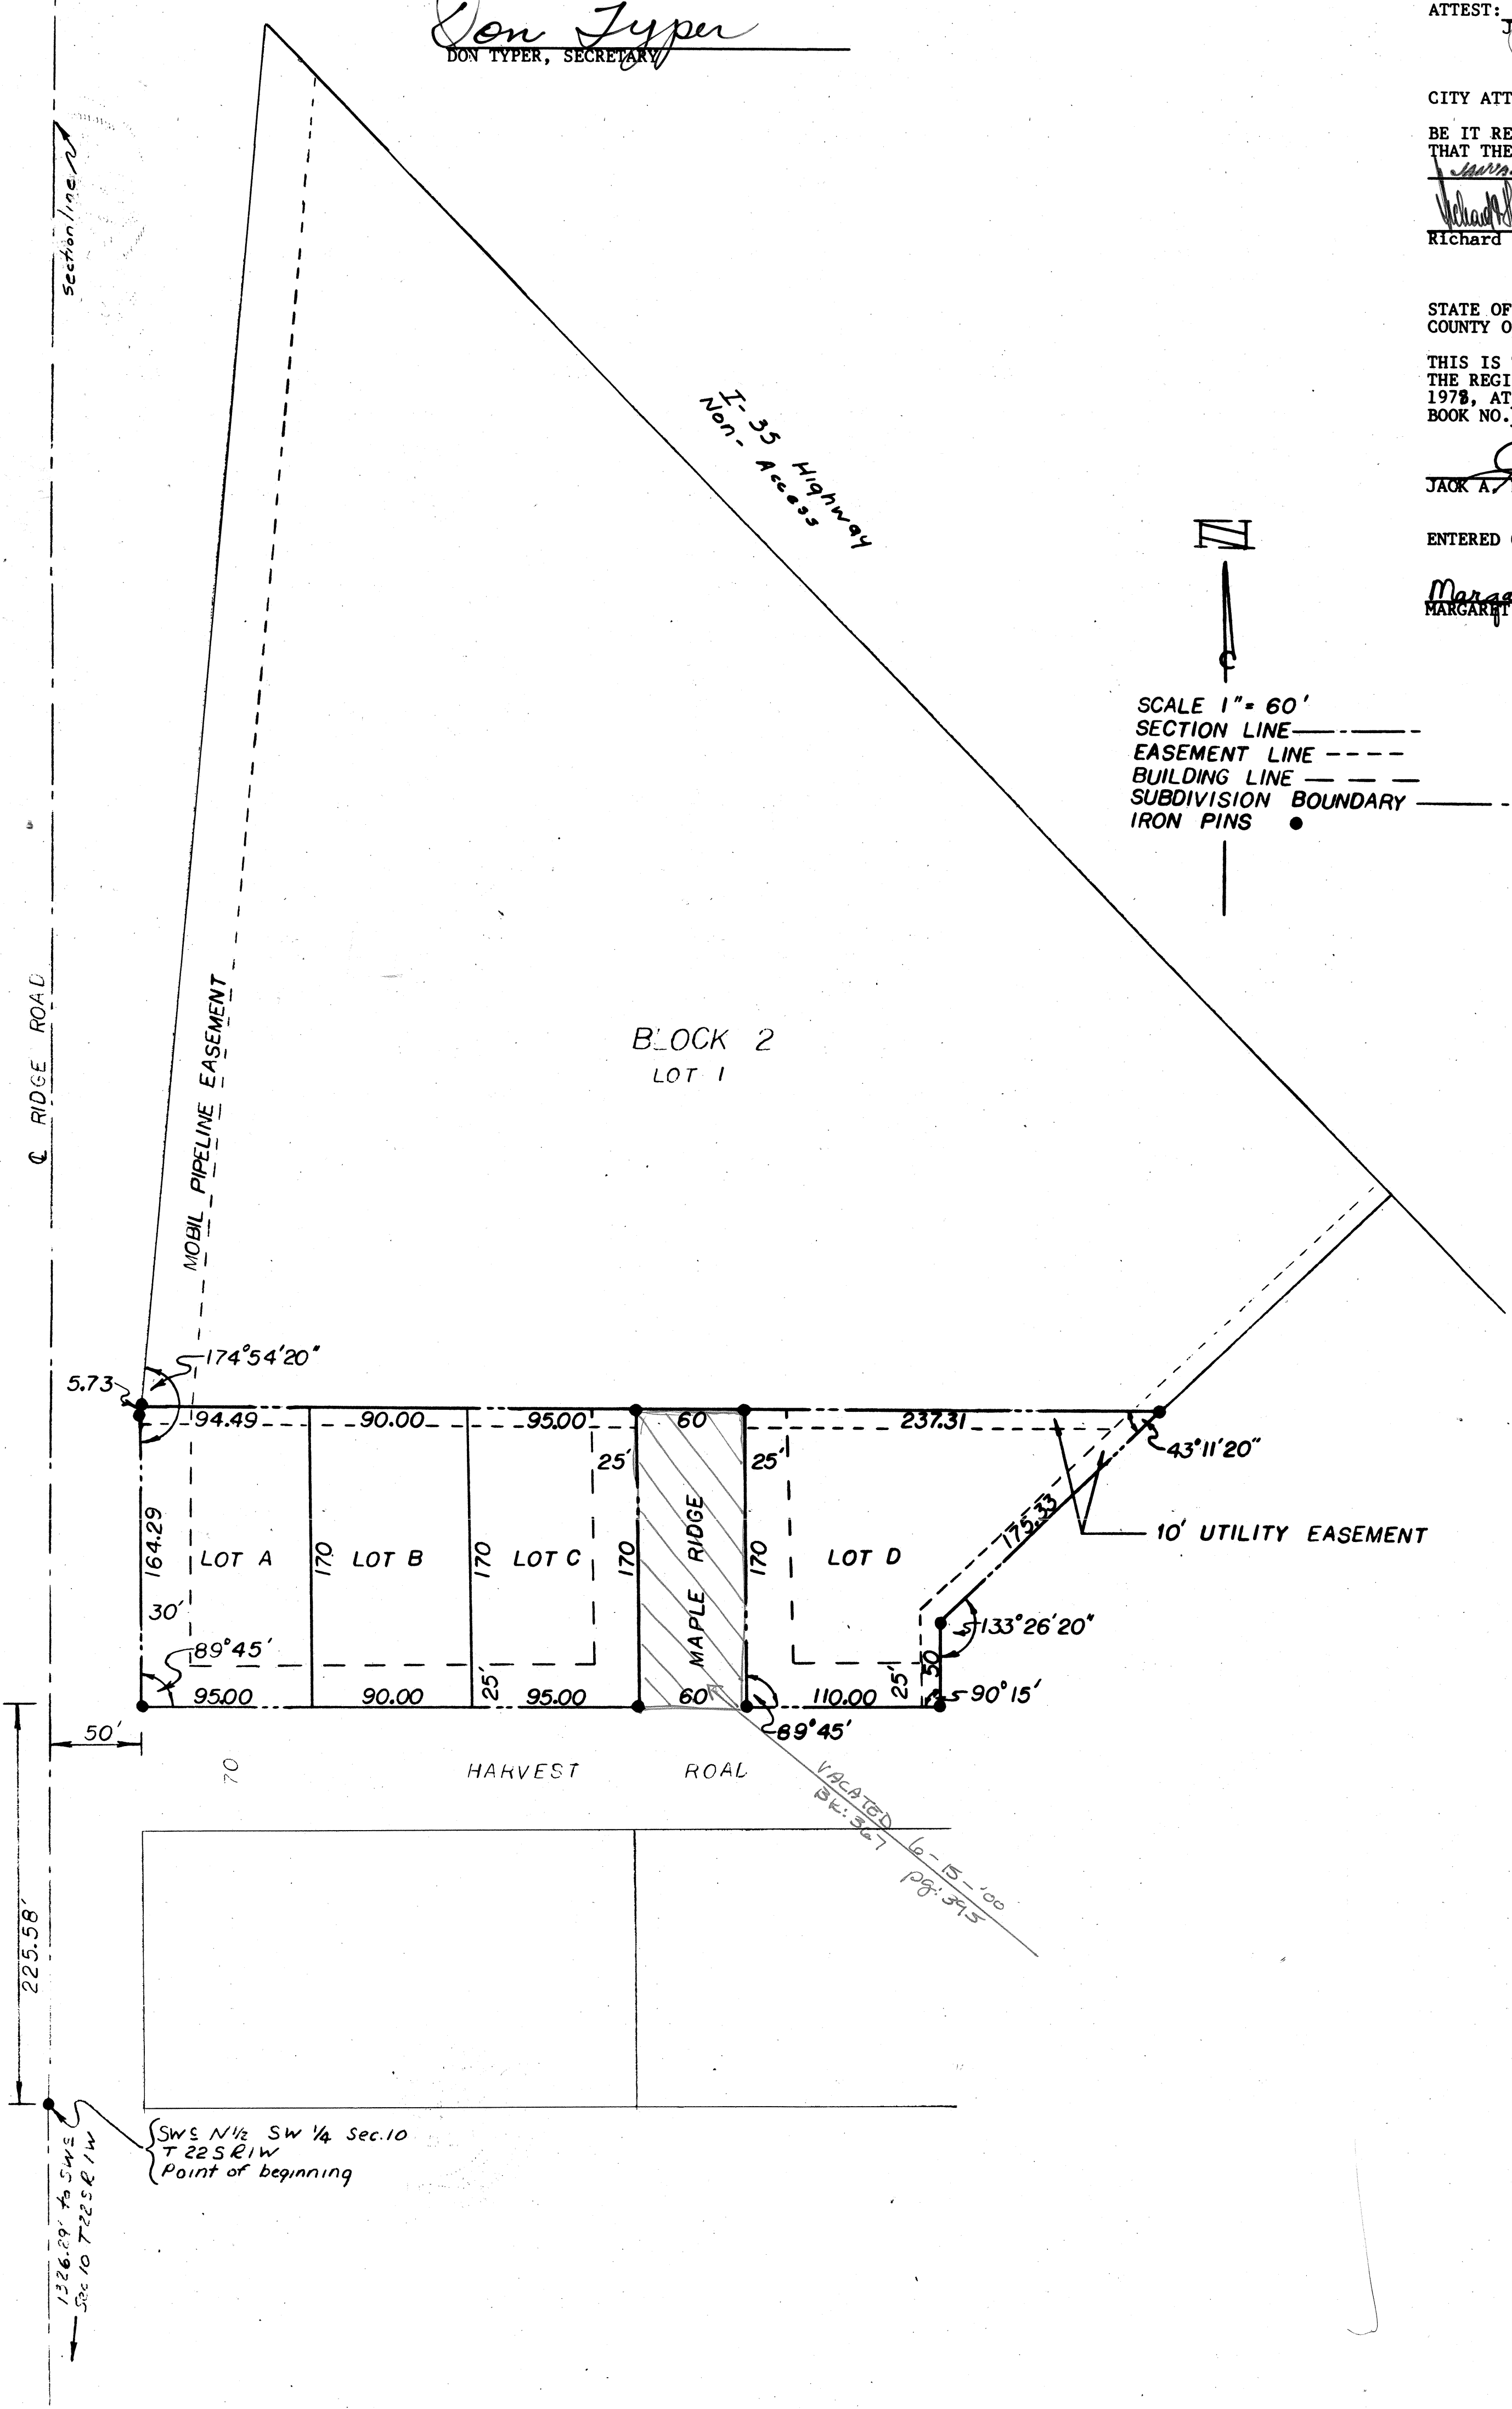 Don Typer
DON TYPER, SECRETARY
ATTEST:
CITY ATT
BE IT RE
THAT THE
Richard
STATE OF
COUNTY O
THIS IS
THE REGI
1978, AT
BOOK NO.
JACK A.
ENTERED
Marga
MARGARET
section line
I-35 Highway
Non-Access
N
SCALE 1"= 60'
SECTION LINE
EASEMENT LINE
BUILDING LINE
SUBDIVISION BOUNDARY
IRON PINS
℄ RIDGE ROAD
MOBIL PIPELINE EASEMENT
BLOCK 2
LOT 1
174°54'20"
5.73
94.49
90.00
95.00
60
237.31
43°11'20"
25'
25'
175.33
10' UTILITY EASEMENT
164.29
LOT A
170
LOT B
170
LOT C
170
MAPLE RIDGE
170
LOT D
30'
133°26'20"
89°45'
25'
25'
50
90°15'
95.00
90.00
95.00
60
110.00
89°45'
50'
70
HARVEST ROAD
VACATED 6-15-'00
BK:367 pg:395
225.58'
SWc N½ SW ¼ Sec.10
T 22 S R 1 W
Point of beginning
1326.29' to SWc
Sec 10 T 22 S R 1 W